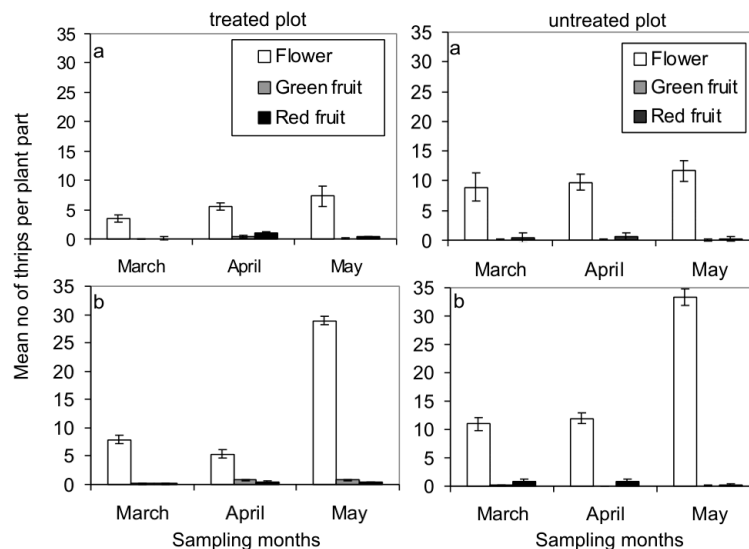 treated plot
untreated plot
Mean no of thrips per plant part
35
30
25
20
15
10
5
0
a
Flower
Green fruit
Red fruit
March April May
35
30
25
20
15
10
5
0
a
Flower
Green fruit
Red fruit
March April May
35
30
25
20
15
10
5
0
b
March April May
Sampling months
35
30
25
20
15
10
5
0
b
March April May
Sampling months